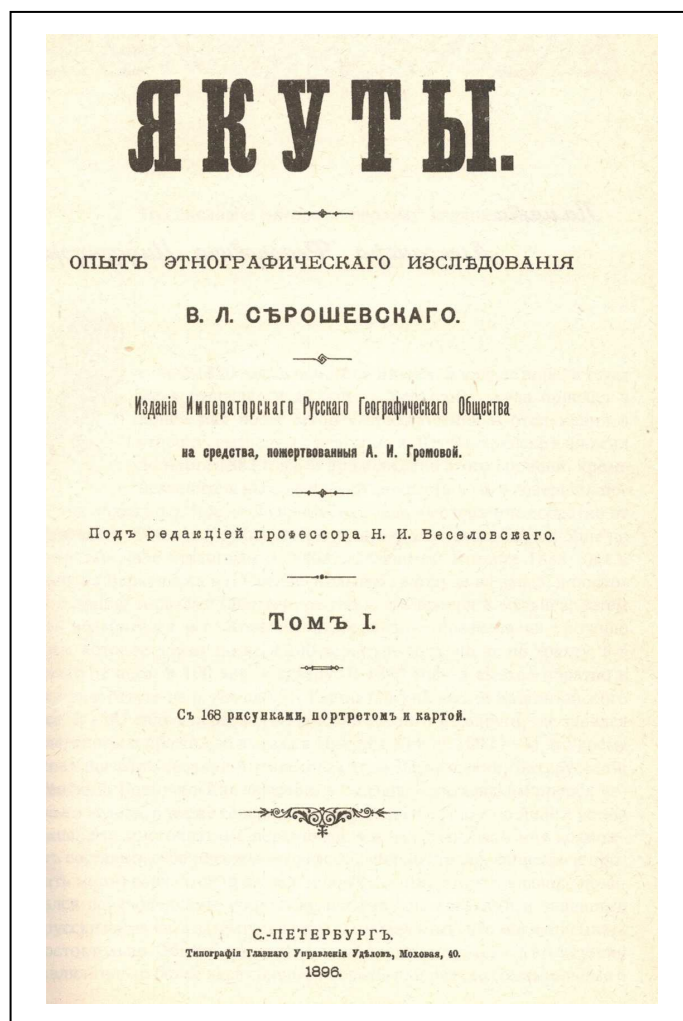 ЯКУТЫ.
ОПЫТЪ ЭТНОГРАФИЧЕСКАГО ИЗСЛѢДОВАНІЯ
В. Л. СѢРОШЕВСКАГО.
Изданіе Императорскаго Русскаго Географическаго Общества
на средства, пожертвованныя А. И. Громовой.
Подъ редакціей профессора Н. И. Веселовскаго.
Томъ I.
Съ 168 рисунками, портретомъ и картой.
С.-ПЕТЕРБУРГЪ.
Типографія Главнаго Управленія Удѣловъ, Моховая, 40.
1896.